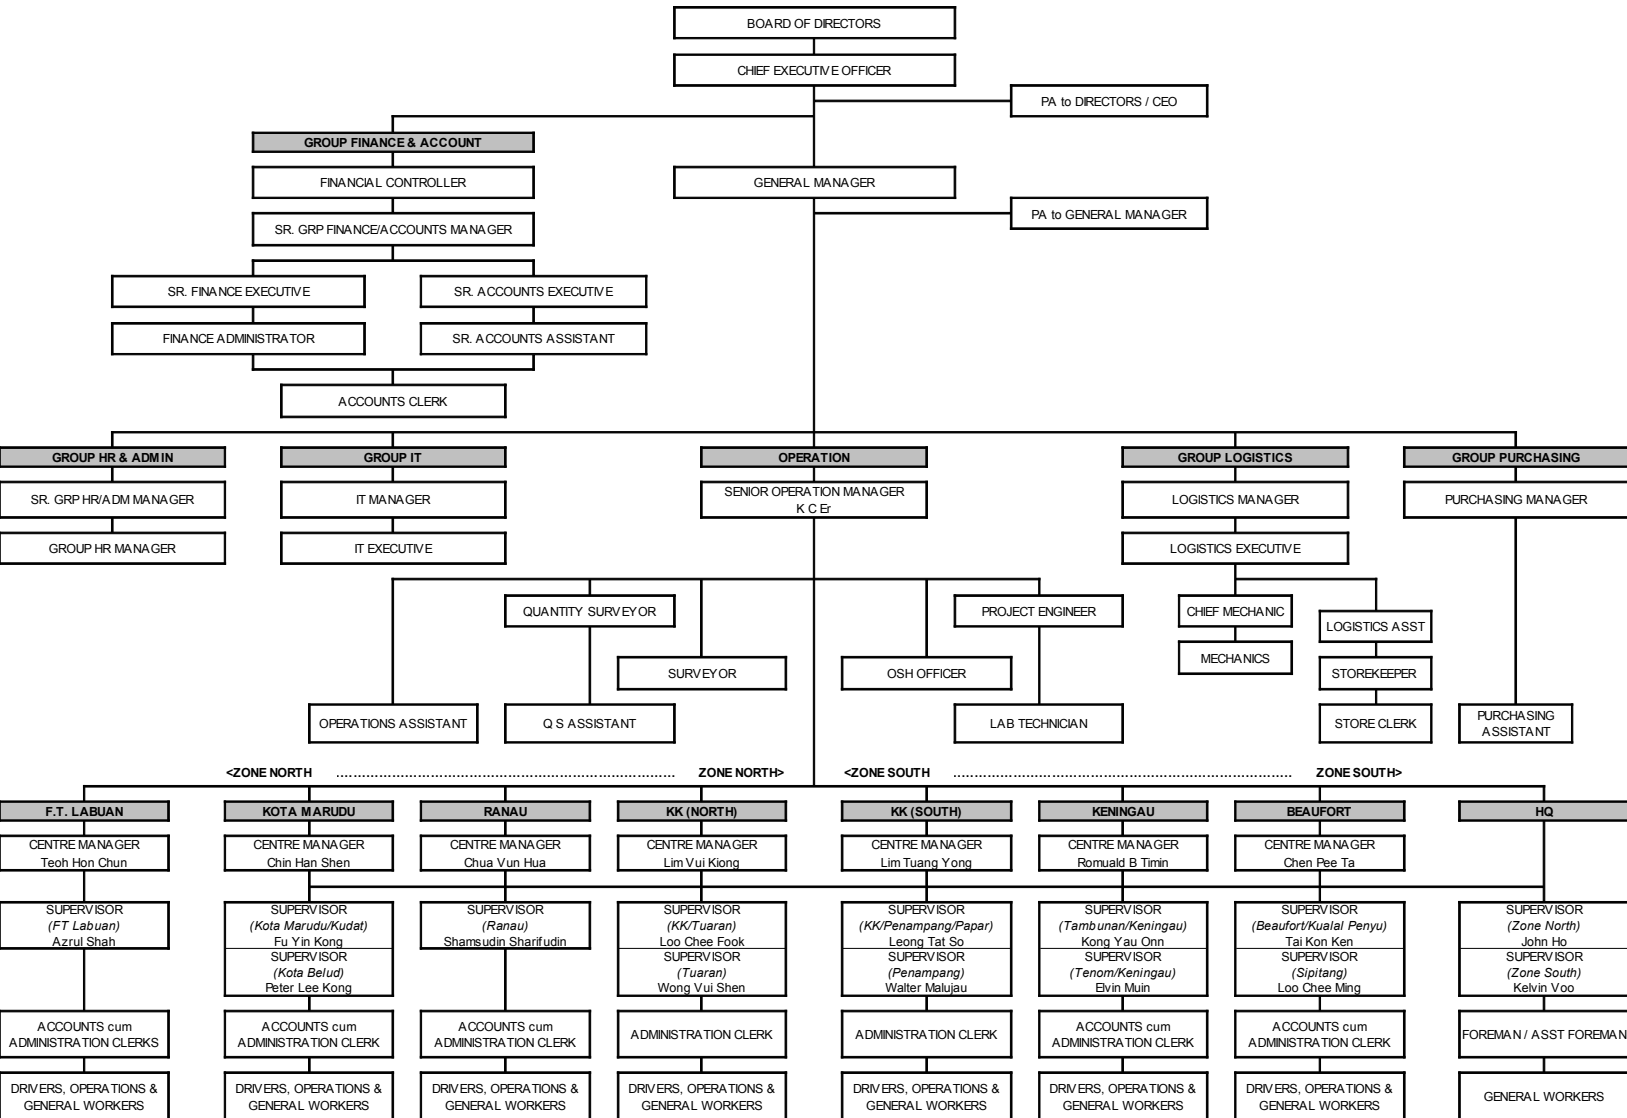 BOARD OF DIRECTORS
CHIEF EXECUTIVE OFFICER
PA to DIRECTORS / CEO
GROUP FINANCE & ACCOUNT
FINANCIAL CONTROLLER
GENERAL MANAGER
SR. GRP FINANCE/ACCOUNTS MANAGER
PA to GENERAL MANAGER
SR. FINANCE EXECUTIVE
SR. ACCOUNTS EXECUTIVE
FINANCE ADMINISTRATOR
SR. ACCOUNTS ASSISTANT
ACCOUNTS CLERK
GROUP HR & ADMIN
GROUP IT
OPERATION
GROUP LOGISTICS
GROUP PURCHASING
SR. GRP HR/ADM MANAGER
IT MANAGER
SENIOR OPERATION MANAGER
K C Er
LOGISTICS MANAGER
PURCHASING MANAGER
GROUP HR MANAGER
IT EXECUTIVE
LOGISTICS EXECUTIVE
QUANTITY SURVEYOR
PROJECT ENGINEER
CHIEF MECHANIC
LOGISTICS ASST
MECHANICS
SURVEYOR
OSH OFFICER
STOREKEEPER
OPERATIONS ASSISTANT
Q S ASSISTANT
LAB TECHNICIAN
STORE CLERK
PURCHASING
ASSISTANT
<ZONE NORTH ................................................................................ ZONE NORTH>
<ZONE SOUTH ................................................................................ ZONE SOUTH>
F.T. LABUAN
KOTA MARUDU
RANAU
KK (NORTH)
KK (SOUTH)
KENINGAU
BEAUFORT
HQ
CENTRE MANAGER
Teoh Hon Chun
CENTRE MANAGER
Chin Han Shen
CENTRE MANAGER
Chua Vun Hua
CENTRE MANAGER
Lim Vui Kiong
CENTRE MANAGER
Lim Tuang Yong
CENTRE MANAGER
Romuald B Timin
CENTRE MANAGER
Chen Pee Ta
SUPERVISOR
(FT Labuan)
Azrul Shah
SUPERVISOR
(Kota Marudu/Kudat)
Fu Yin Kong
SUPERVISOR
(Kota Belud)
Peter Lee Kong
SUPERVISOR
(Ranau)
Shamsudin Sharifudin
SUPERVISOR
(KK/Tuaran)
Loo Chee Fook
SUPERVISOR
(Tuaran)
Wong Vui Shen
SUPERVISOR
(KK/Penampang/Papar)
Leong Tat So
SUPERVISOR
(Penampang)
Walter Malujau
SUPERVISOR
(Tambunan/Keningau)
Kong Yau Onn
SUPERVISOR
(Tenom/Keningau)
Elvin Muin
SUPERVISOR
(Beaufort/Kualal Penyu)
Tai Kon Ken
SUPERVISOR
(Sipitang)
Loo Chee Ming
SUPERVISOR
(Zone North)
John Ho
SUPERVISOR
(Zone South)
Kelvin Voo
ACCOUNTS cum
ADMINISTRATION CLERKS
ACCOUNTS cum
ADMINISTRATION CLERK
ACCOUNTS cum
ADMINISTRATION CLERK
ADMINISTRATION CLERK
ADMINISTRATION CLERK
ACCOUNTS cum
ADMINISTRATION CLERK
ACCOUNTS cum
ADMINISTRATION CLERK
FOREMAN / ASST FOREMAN
DRIVERS, OPERATIONS &
GENERAL WORKERS
DRIVERS, OPERATIONS &
GENERAL WORKERS
DRIVERS, OPERATIONS &
GENERAL WORKERS
DRIVERS, OPERATIONS &
GENERAL WORKERS
DRIVERS, OPERATIONS &
GENERAL WORKERS
DRIVERS, OPERATIONS &
GENERAL WORKERS
DRIVERS, OPERATIONS &
GENERAL WORKERS
GENERAL WORKERS